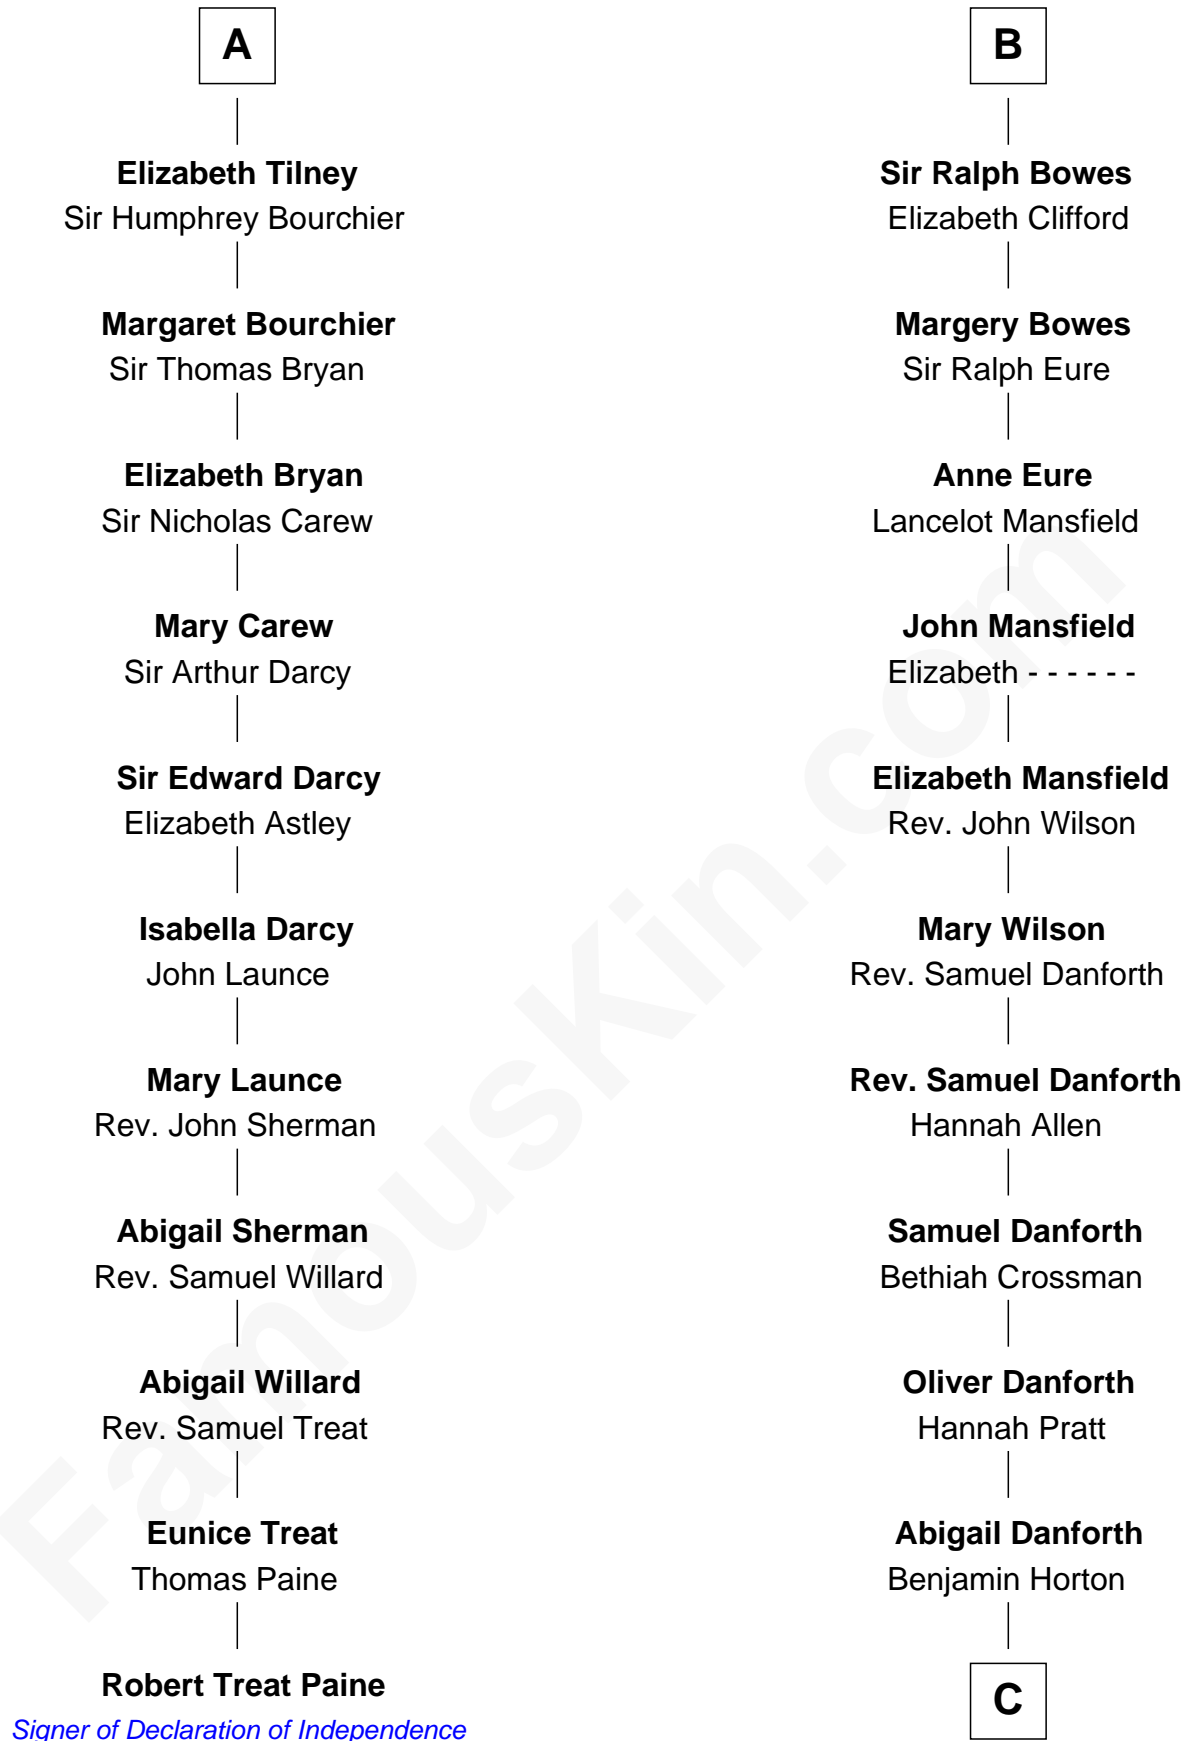 A
Elizabeth Tilney
Sir Humphrey Bourchier
Margaret Bourchier
Sir Thomas Bryan
Elizabeth Bryan
Sir Nicholas Carew
Mary Carew
Sir Arthur Darcy
Sir Edward Darcy
Elizabeth Astley
Isabella Darcy
John Launce
Mary Launce
Rev. John Sherman
Abigail Sherman
Rev. Samuel Willard
Abigail Willard
Rev. Samuel Treat
Eunice Treat
Thomas Paine
Robert Treat Paine
Signer of Declaration of Independence
B
Sir Ralph Bowes
Elizabeth Clifford
Margery Bowes
Sir Ralph Eure
Anne Eure
Lancelot Mansfield
John Mansfield
Elizabeth - - - - - -
Elizabeth Mansfield
Rev. John Wilson
Mary Wilson
Rev. Samuel Danforth
Rev. Samuel Danforth
Hannah Allen
Samuel Danforth
Bethiah Crossman
Oliver Danforth
Hannah Pratt
Abigail Danforth
Benjamin Horton
C
FamousKin.com